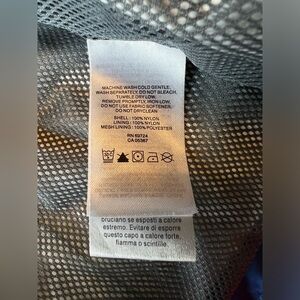 MACHINE WASH COLD GENTLE,
WASH SEPARATELY, DO NOT BLEACH,
TUMBLE DRY LOW,
REMOVE PROMPTLY, IRON LOW,
DO NOT USE FABRIC SOFTENER,
DO NOT DRYCLEAN
SHELL : 100% NYLON
LINING : 100% NYLON
MESH LINING : 100% POLYESTER
RN 69724
CA 05367
bruciano se esposti a calore
estremo. Evitare di esporre
questo capo a calore forte,
fiamma o scintille.